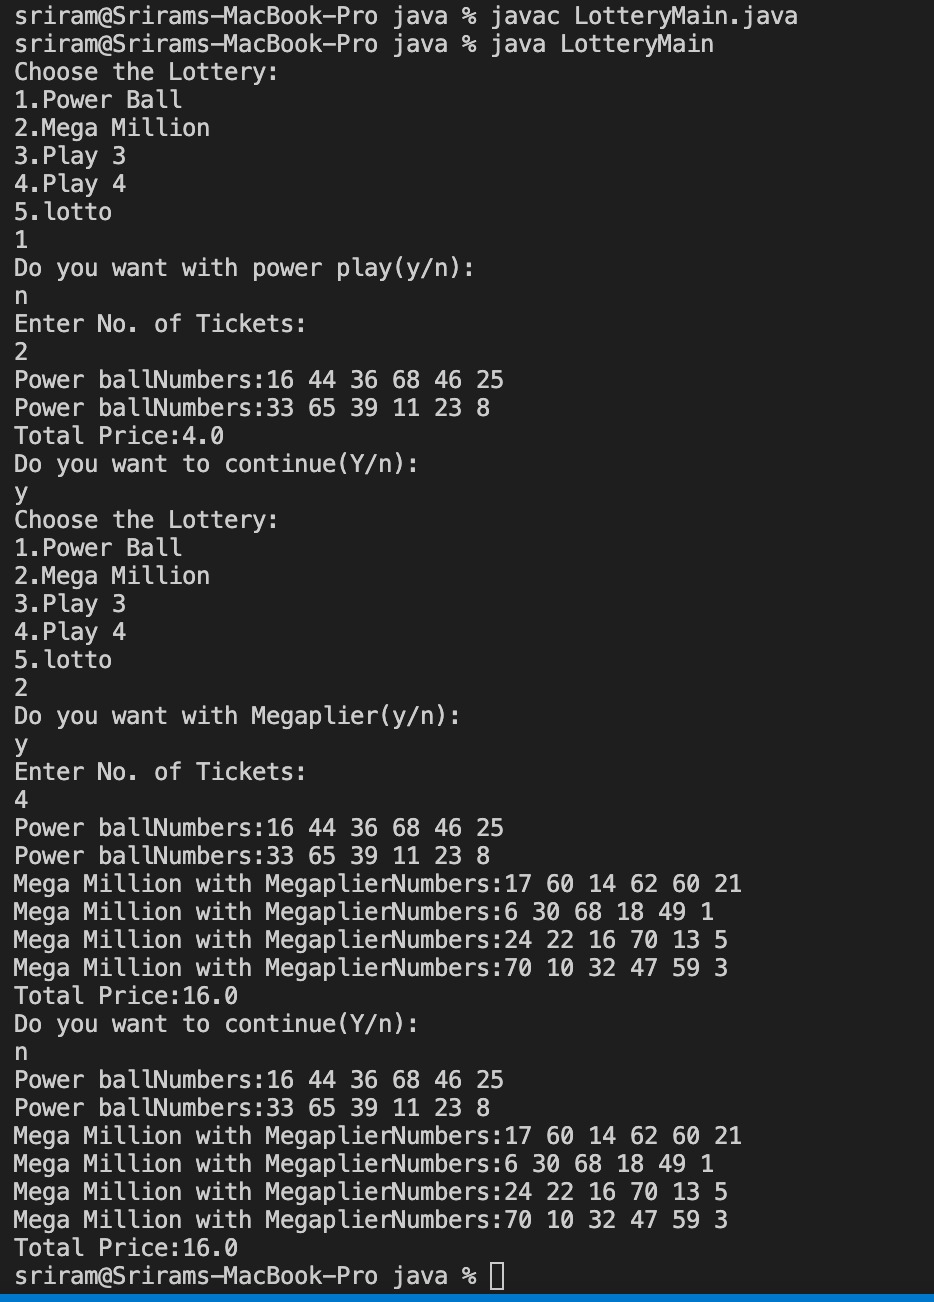 sriram@Srirams-MacBook-Pro java % javac LotteryMain.java
sriram@Srirams-MacBook-Pro java % java LotteryMain
Choose the Lottery:
1.Power Ball
2.Mega Million
3.Play 3
4.Play 4
5.lotto
1
Do you want with power play(y/n):
n
Enter No. of Tickets:
2
Power ballNumbers:16 44 36 68 46 25
Power ballNumbers:33 65 39 11 23 8
Total Price:4.0
Do you want to continue(Y/n):
y
Choose the Lottery:
1.Power Ball
2.Mega Million
3.Play 3
4.Play 4
5.lotto
2
Do you want with Megaplier(y/n):
y
Enter No. of Tickets:
4
Power ballNumbers:16 44 36 68 46 25
Power ballNumbers:33 65 39 11 23 8
Mega Million with MegaplierNumbers:17 60 14 62 60 21
Mega Million with MegaplierNumbers:6 30 68 18 49 1
Mega Million with MegaplierNumbers:24 22 16 70 13 5
Mega Million with MegaplierNumbers:70 10 32 47 59 3
Total Price:16.0
Do you want to continue(Y/n):
n
Power ballNumbers:16 44 36 68 46 25
Power ballNumbers:33 65 39 11 23 8
Mega Million with MegaplierNumbers:17 60 14 62 60 21
Mega Million with MegaplierNumbers:6 30 68 18 49 1
Mega Million with MegaplierNumbers:24 22 16 70 13 5
Mega Million with MegaplierNumbers:70 10 32 47 59 3
Total Price:16.0
sriram@Srirams-MacBook-Pro java %